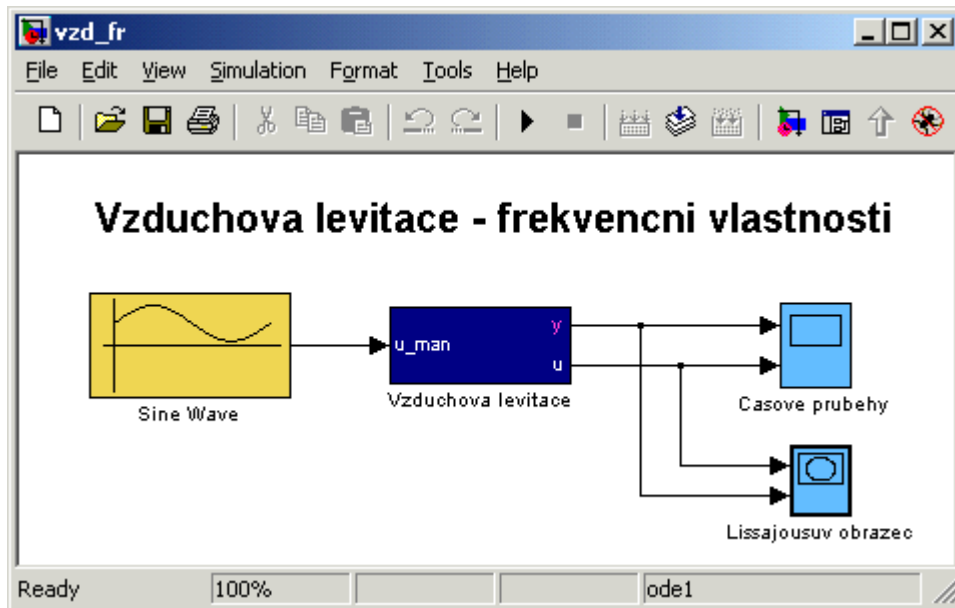 vzd_fr
File Edit View Simulation Format Tools Help
Vzduchova levitace - frekvencni vlastnosti
Sine Wave
u_man
y
u
Vzduchova levitace
Casove prubehy
Lissajousuv obrazec
Ready 100% ode1